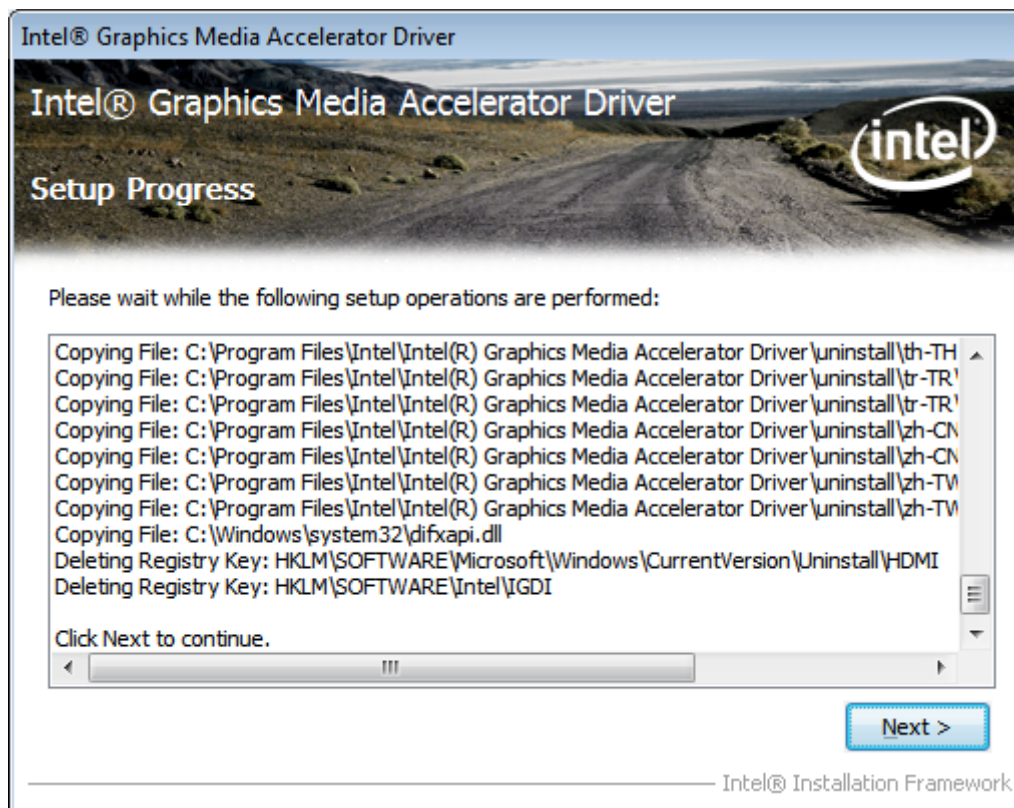 Intel® Graphics Media Accelerator Driver
Intel® Graphics Media Accelerator Driver
intel
Setup Progress
Please wait while the following setup operations are performed:
Copying File: C:\Program Files\Intel\Intel(R) Graphics Media Accelerator Driver\uninstall\th-TH
Copying File: C:\Program Files\Intel\Intel(R) Graphics Media Accelerator Driver\uninstall\tr-TR\
Copying File: C:\Program Files\Intel\Intel(R) Graphics Media Accelerator Driver\uninstall\tr-TR\
Copying File: C:\Program Files\Intel\Intel(R) Graphics Media Accelerator Driver\uninstall\zh-CN
Copying File: C:\Program Files\Intel\Intel(R) Graphics Media Accelerator Driver\uninstall\zh-CN
Copying File: C:\Program Files\Intel\Intel(R) Graphics Media Accelerator Driver\uninstall\zh-TW
Copying File: C:\Program Files\Intel\Intel(R) Graphics Media Accelerator Driver\uninstall\zh-TW
Copying File: C:\Windows\system32\difxapi.dll
Deleting Registry Key: HKLM\SOFTWARE\Microsoft\Windows\CurrentVersion\Uninstall\HDMI
Deleting Registry Key: HKLM\SOFTWARE\Intel\IGDI
Click Next to continue.
Next >
Intel® Installation Framework